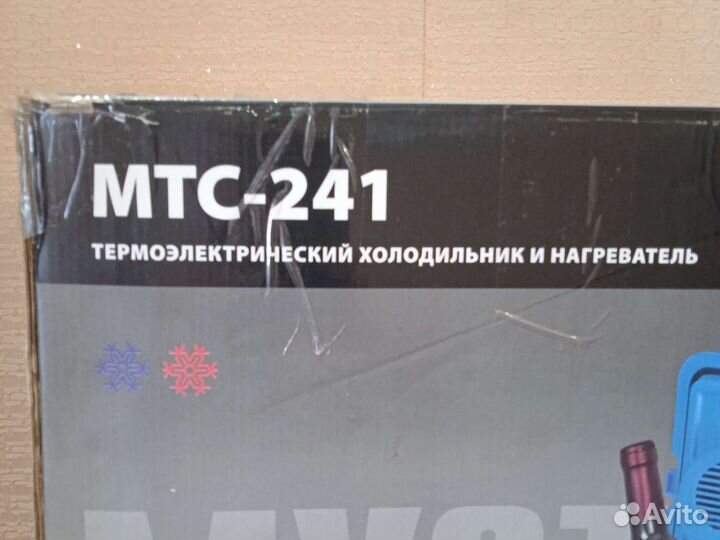 MTC-241
ТЕРМОЭЛЕКТРИЧЕСКИЙ ХОЛОДИЛЬНИК И НАГРЕВАТЕЛЬ
Avito